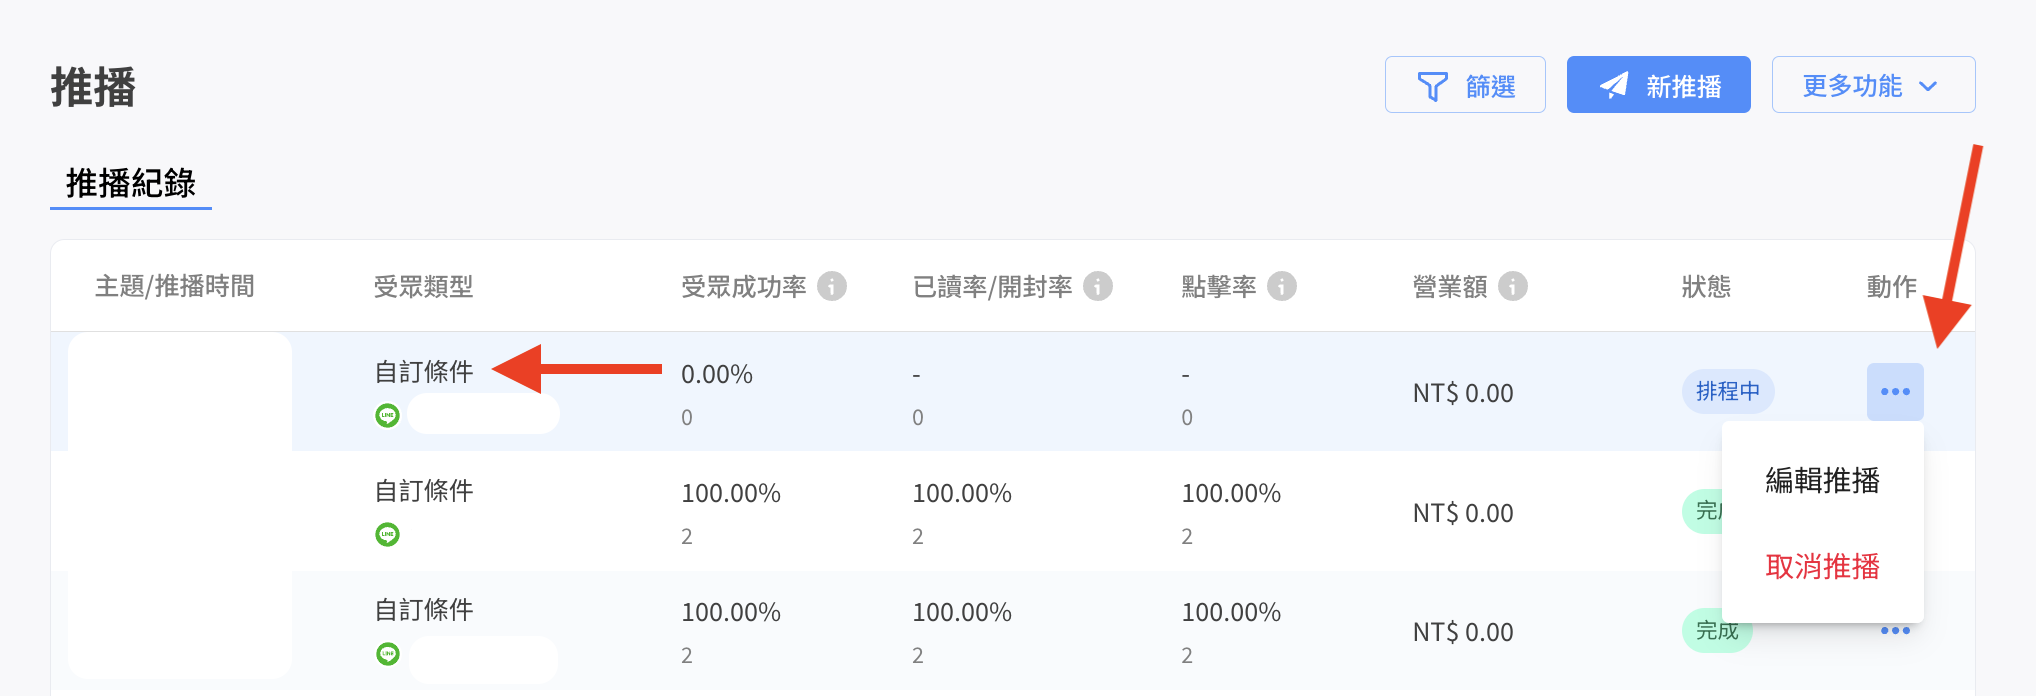 推播
篩選
新推播
更多功能
推播紀錄
主題/推播時間 受眾類型 受眾成功率 已讀率/開封率 點擊率 營業額 狀態 動作
自訂條件 0.00% - - NT$ 0.00 排程中
LINE 0 0 0
編輯推播
自訂條件 100.00% 100.00% 100.00% NT$ 0.00 完成
LINE 2 2 2
取消推播
自訂條件 100.00% 100.00% 100.00% NT$ 0.00 完成
LINE 2 2 2